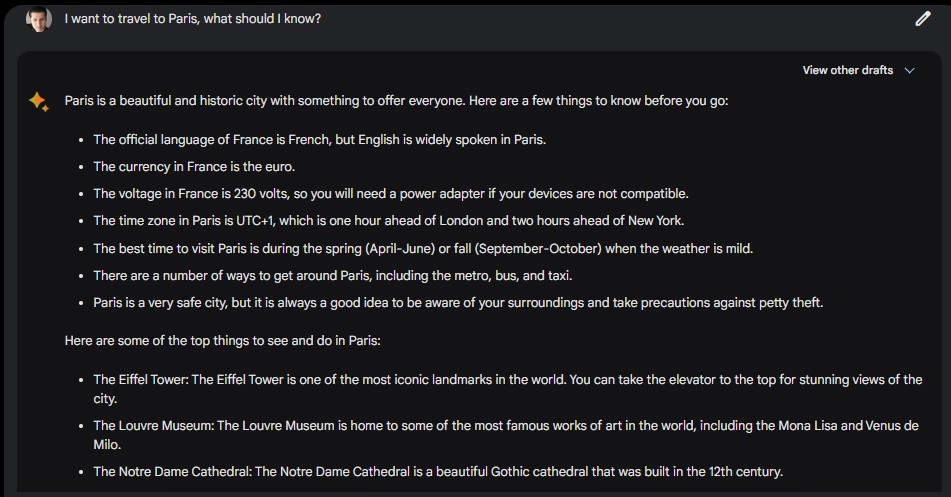 I want to travel to Paris, what should I know?
View other drafts
Paris is a beautiful and historic city with something to offer everyone. Here are a few things to know before you go:
• The official language of France is French, but English is widely spoken in Paris.
• The currency in France is the euro.
• The voltage in France is 230 volts, so you will need a power adapter if your devices are not compatible.
• The time zone in Paris is UTC+1, which is one hour ahead of London and two hours ahead of New York.
• The best time to visit Paris is during the spring (April-June) or fall (September-October) when the weather is mild.
• There are a number of ways to get around Paris, including the metro, bus, and taxi.
• Paris is a very safe city, but it is always a good idea to be aware of your surroundings and take precautions against petty theft.
Here are some of the top things to see and do in Paris:
• The Eiffel Tower: The Eiffel Tower is one of the most iconic landmarks in the world. You can take the elevator to the top for stunning views of the
city.
• The Louvre Museum: The Louvre Museum is home to some of the most famous works of art in the world, including the Mona Lisa and Venus de
Milo.
• The Notre Dame Cathedral: The Notre Dame Cathedral is a beautiful Gothic cathedral that was built in the 12th century.